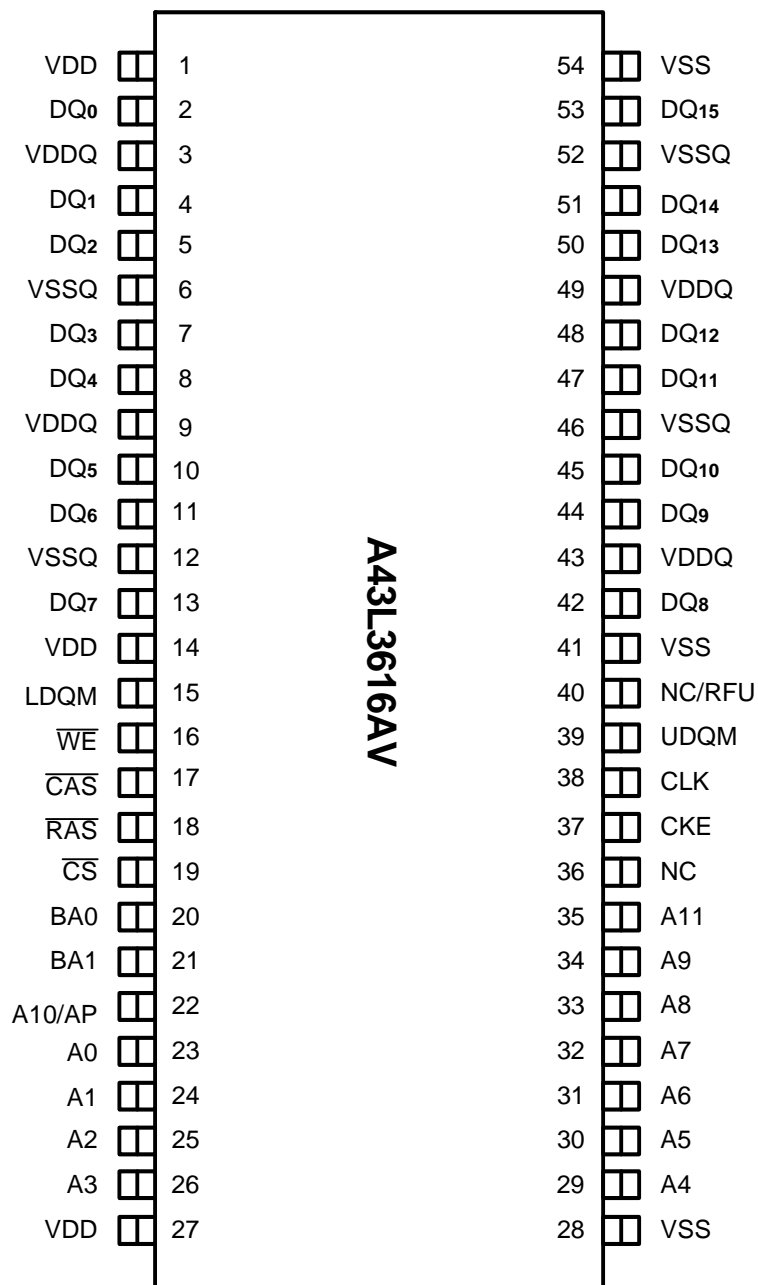 VDD 1 54 VSS
DQ0 2 53 DQ15
VDDQ 3 52 VSSQ
DQ1 4 51 DQ14
DQ2 5 50 DQ13
VSSQ 6 49 VDDQ
DQ3 7 48 DQ12
DQ4 8 47 DQ11
VDDQ 9 46 VSSQ
DQ5 10 45 DQ10
DQ6 11 44 DQ9
VSSQ 12 43 VDDQ
DQ7 13 42 DQ8
VDD 14 41 VSS
LDQM 15 40 NC/RFU
W̅E̅ 16 39 UDQM
C̅A̅S̅ 17 38 CLK
R̅A̅S̅ 18 37 CKE
C̅S̅ 19 36 NC
BA0 20 35 A11
BA1 21 34 A9
A10/AP 22 33 A8
A0 23 32 A7
A1 24 31 A6
A2 25 30 A5
A3 26 29 A4
VDD 27 28 VSS
A43L3616AV